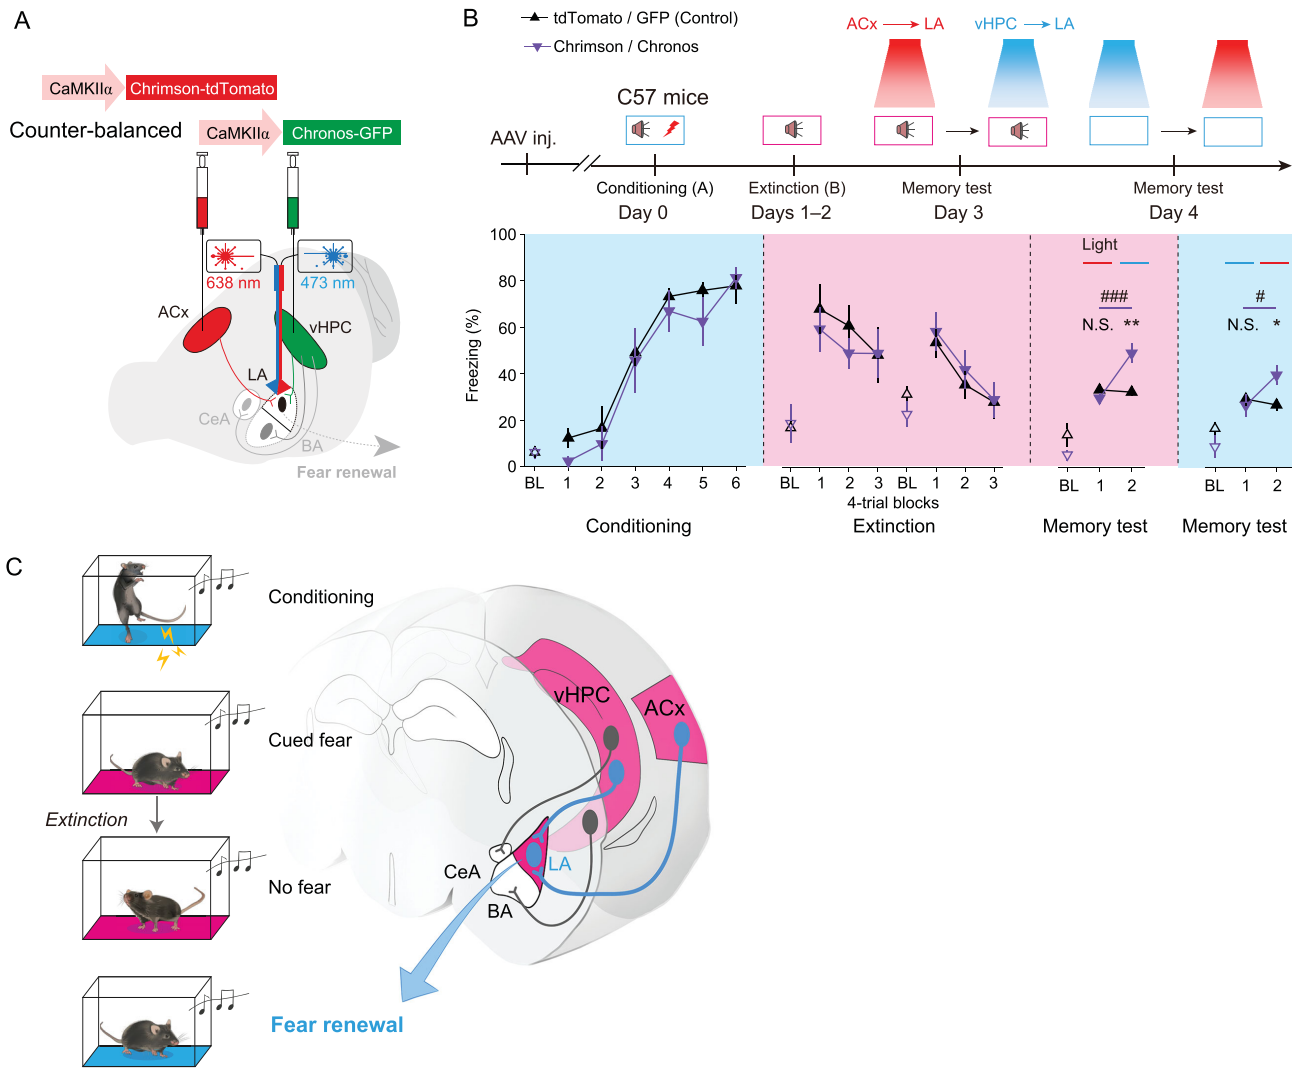 A
CaMKIIα
Chrimson-tdTomato
Counter-balanced
CaMKIIα
Chronos-GFP
638 nm
473 nm
ACx
vHPC
LA
CeA
BA
Fear renewal
B
tdTomato / GFP (Control)
Chrimson / Chronos
ACx → LA
vHPC → LA
C57 mice
AAV inj.
Conditioning (A)
Extinction (B)
Memory test
Memory test
Day 0
Days 1–2
Day 3
Day 4
Freezing (%)
100
80
60
40
20
0
Light
###
#
N.S. **
N.S. *
BL 1 2 3 4 5 6
BL 1 2 3 BL 1 2 3
BL 1 2
BL 1 2
4-trial blocks
Conditioning
Extinction
Memory test
Memory test
C
Conditioning
Cued fear
Extinction
No fear
Fear renewal
vHPC
ACx
CeA
LA
BA